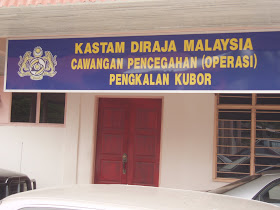 KASTAM DIRAJA MALAYSIA
CAWANGAN PENCEGAHAN (OPERASI)
PENGKALAN KUBOR